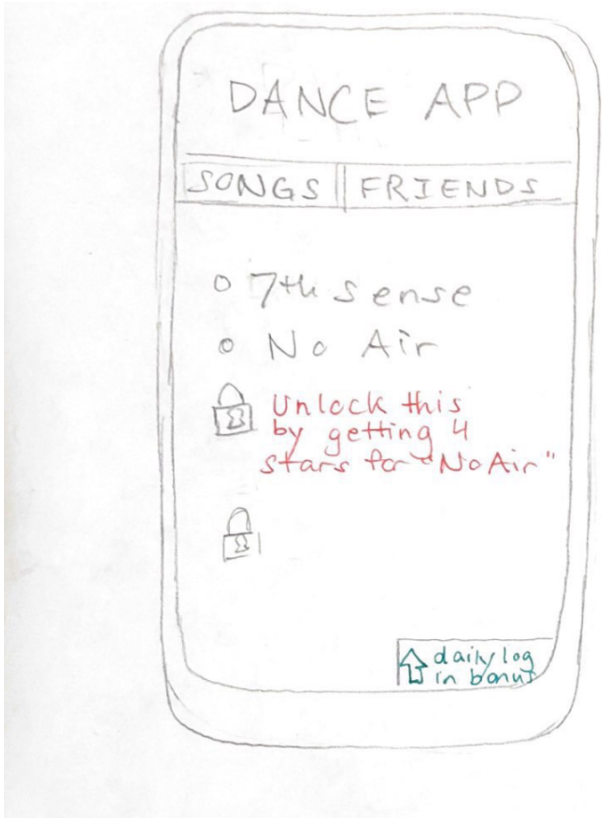 DANCE APP
SONGS FRIENDS
7th sense
No Air
Unlock this
by getting 4
stars for "No Air"
daily log
in bonus